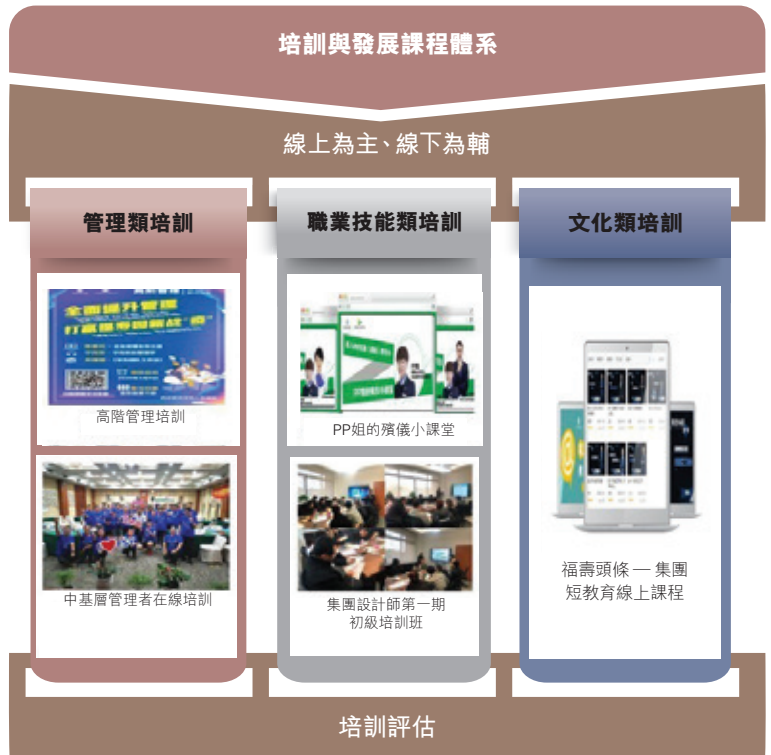 培訓與發展課程體系
線上為主、線下為輔
管理類培訓
職業技能類培訓
文化類培訓
全面提升管理
高階管理培訓
PP姐的殯儀小課堂
中基層管理者在線培訓
集團設計師第一期
初級培訓班
福壽頭條 — 集團
短教育線上課程
培訓評估